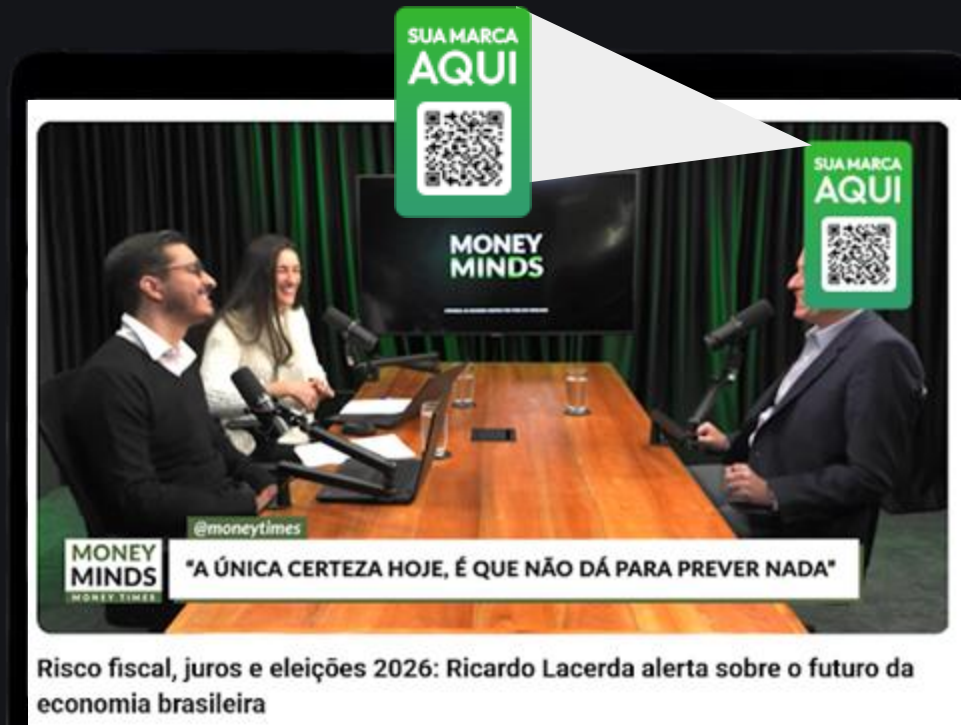 SUA MARCA
AQUI
SUA MARCA
AQUI
MONEY
MINDS
@moneytimes
MONEY
MINDS
MONEY TIMES
"A ÚNICA CERTEZA HOJE, É QUE NÃO DÁ PARA PREVER NADA"
Risco fiscal, juros e eleições 2026: Ricardo Lacerda alerta sobre o futuro da
economia brasileira